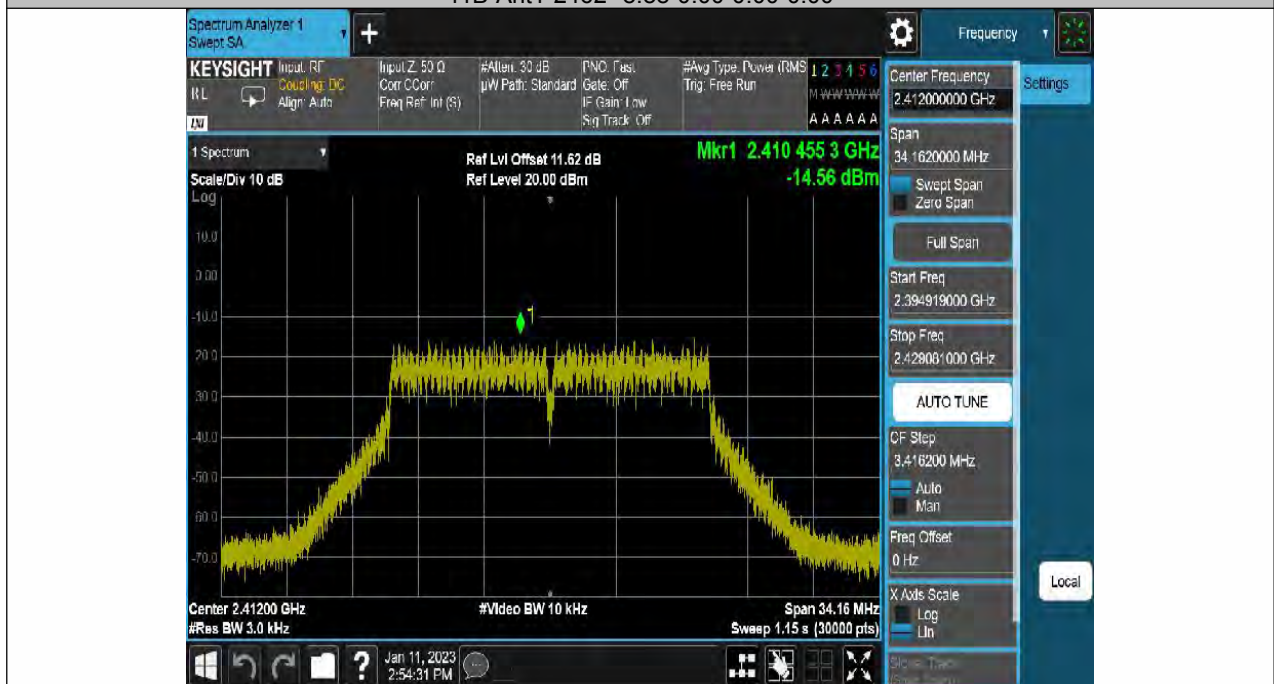 Spectrum Analyzer 1
Swept SA
+
Frequency
KEYSIGHT
RL
Input: RF
Coupling: DC
Align: Auto
Input Z: 50 Ω
Corr CCorr
Freq Ref: Int (S)
#Atten: 30 dB
µW Path: Standard
PNO: Fast
Gate: Off
IF Gain: Low
Sig Track: Off
#Avg Type: Power (RMS
Trig: Free Run
1 2 3 4 5 6
M W W W W W
A A A A A A
LXI
1 Spectrum
Scale/Div 10 dB
Log
Ref Lvl Offset 11.62 dB
Ref Level 20.00 dBm
Mkr1 2.410 455 3 GHz
-14.56 dBm
10.0
0.00
-10.0
1
-20.0
-30.0
-40.0
-50.0
-60.0
-70.0
Center 2.41200 GHz
#Res BW 3.0 kHz
#Video BW 10 kHz
Span 34.16 MHz
Sweep 1.15 s (30000 pts)
Center Frequency
2.412000000 GHz
Span
34.1620000 MHz
Swept Span
Zero Span
Full Span
Start Freq
2.394919000 GHz
Stop Freq
2.429081000 GHz
AUTO TUNE
CF Step
3.416200 MHz
Auto
Man
Freq Offset
0 Hz
X Axis Scale
Log
Lin
Settings
Local
?
Jan 11, 2023
2:54:31 PM